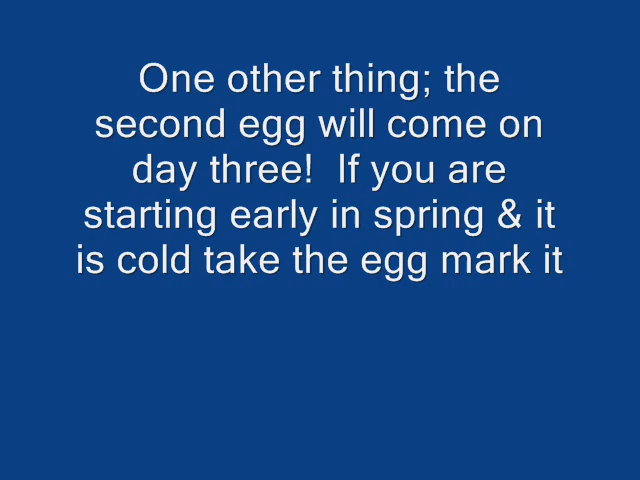 One other thing; the
second egg will come on
day three!  If you are
starting early in spring & it
is cold take the egg mark it